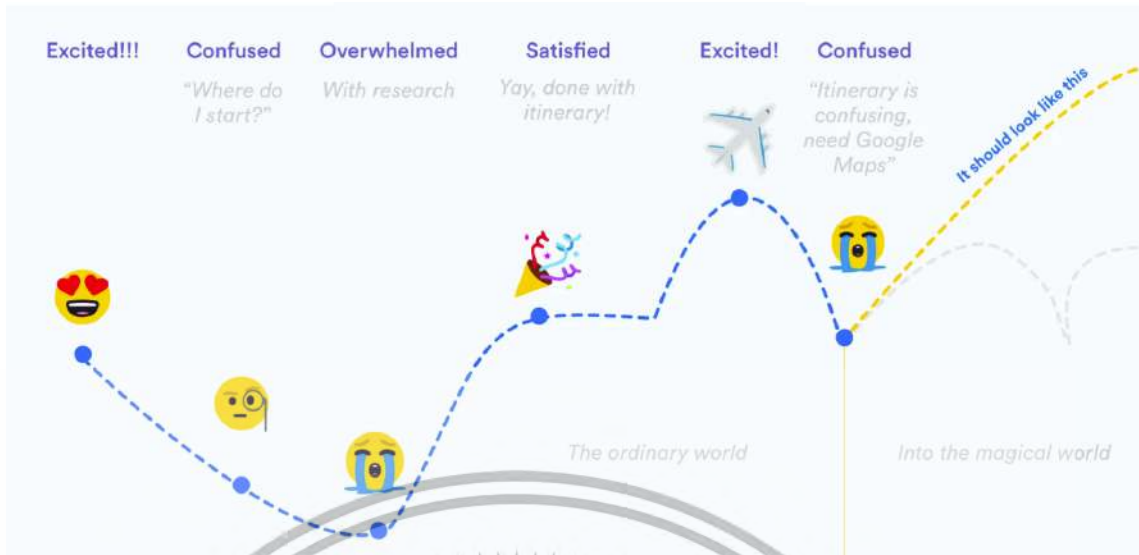 Excited!!!
Confused
“Where do
I start?”
Overwhelmed
With research
Satisfied
Yay, done with
itinerary!
Excited!
Confused
“Itinerary is
confusing,
need Google
Maps”
It should look like this
The ordinary world
Into the magical world